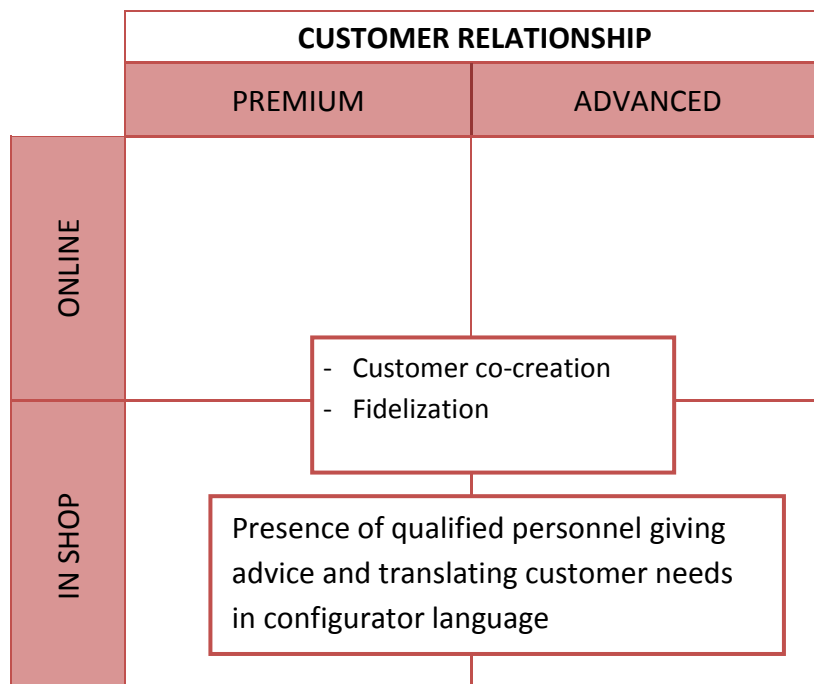 CUSTOMER RELATIONSHIP
PREMIUM
ADVANCED
ONLINE
- Customer co-creation
- Fidelization
IN SHOP
Presence of qualified personnel giving
advice and translating customer needs
in configurator language